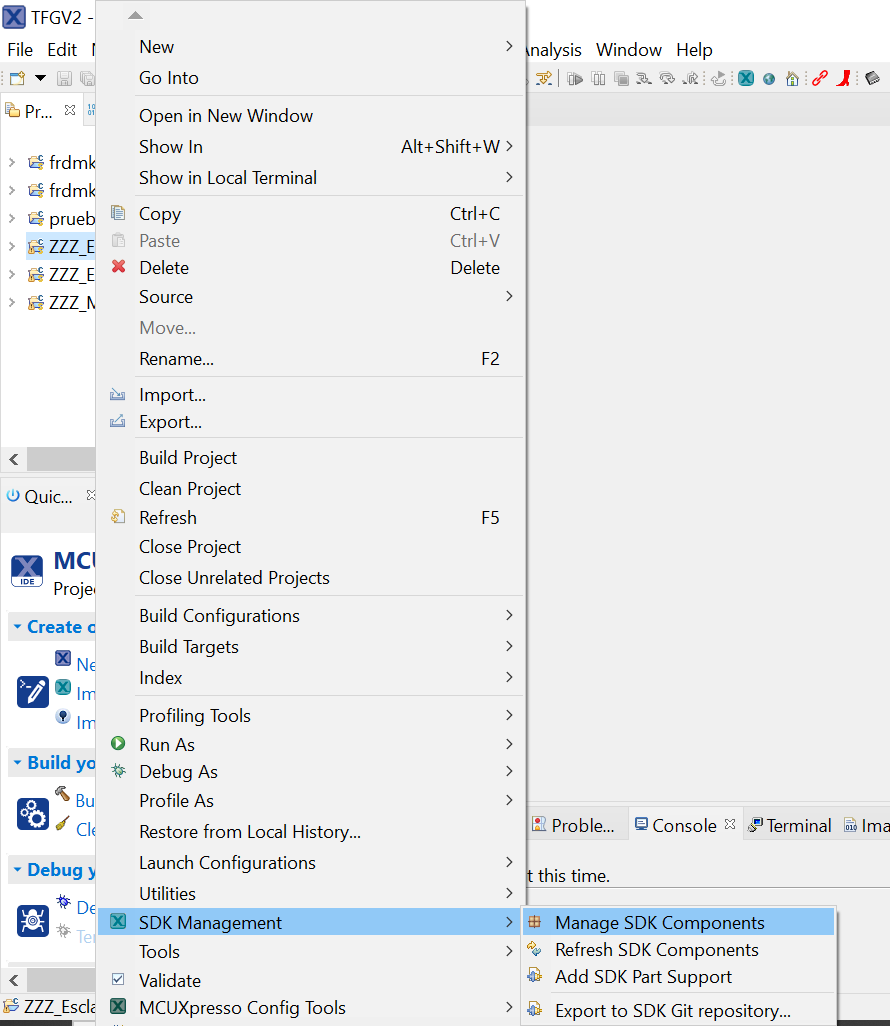 TFGV2 -
File Edit
Analysis Window Help
Pr...
frdmk
frdmk
prueb
ZZZ_E
ZZZ_E
ZZZ_M
Quic...
MCU
IDE
Projec
Create o
Ne
Im
Im
Build yo
Bu
Cle
Debug y
De
Ter
ZZZ_Escla
New
Go Into
Open in New Window
Show In Alt+Shift+W
Show in Local Terminal
Copy Ctrl+C
Paste Ctrl+V
Delete Delete
Source
Move...
Rename... F2
Import...
Export...
Build Project
Clean Project
Refresh F5
Close Project
Close Unrelated Projects
Build Configurations
Build Targets
Index
Profiling Tools
Run As
Debug As
Profile As
Restore from Local History...
Launch Configurations
Utilities
SDK Management
Tools
Validate
MCUXpresso Config Tools
Manage SDK Components
Refresh SDK Components
Add SDK Part Support
Export to SDK Git repository...
Proble... Console Terminal Ima
t this time.